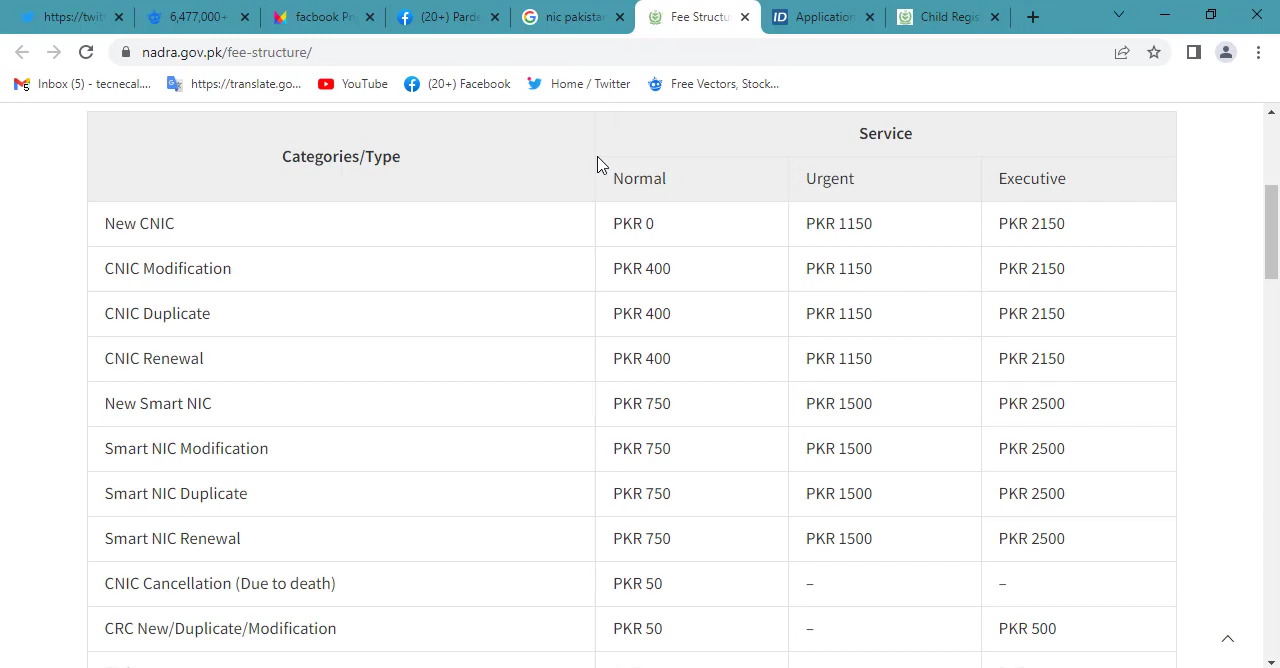 https://twitt 6,477,000+ facbook Pr (20+) Parde nic pakistan Fee Structu Application Child Regis
nadra.gov.pk/fee-structure/
Inbox (5) - tecnecal.... https://translate.go... YouTube (20+) Facebook Home / Twitter Free Vectors, Stock...
Categories/Type Service
Normal Urgent Executive
New CNIC PKR 0 PKR 1150 PKR 2150
CNIC Modification PKR 400 PKR 1150 PKR 2150
CNIC Duplicate PKR 400 PKR 1150 PKR 2150
CNIC Renewal PKR 400 PKR 1150 PKR 2150
New Smart NIC PKR 750 PKR 1500 PKR 2500
Smart NIC Modification PKR 750 PKR 1500 PKR 2500
Smart NIC Duplicate PKR 750 PKR 1500 PKR 2500
Smart NIC Renewal PKR 750 PKR 1500 PKR 2500
CNIC Cancellation (Due to death) PKR 50 – –
CRC New/Duplicate/Modification PKR 50 – PKR 500